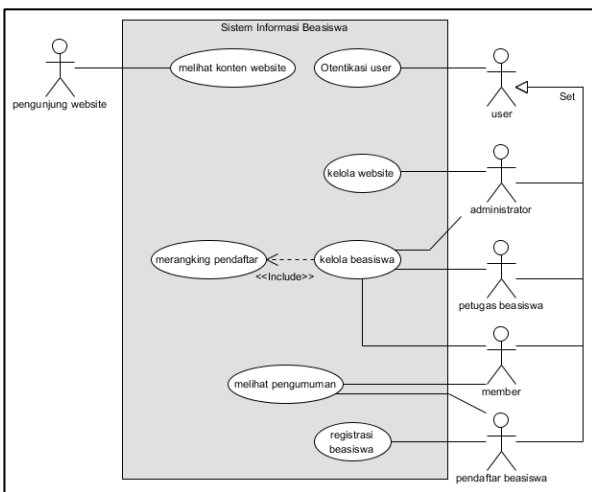 Sistem Informasi Beasiswa
melihat konten website
Otentikasi user
pengunjung website
user
Set
kelola website
administrator
merangking pendaftar
kelola beasiswa
<<Include>>
petugas beasiswa
melihat pengumuman
member
registrasi
beasiswa
pendaftar beasiswa